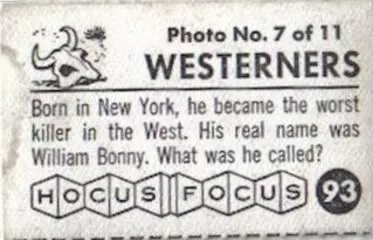 Photo No. 7 of 11
WESTERNERS
Born in New York, he became the worst
killer in the West. His real name was
William Bonny. What was he called?
HOCUS FOCUS 93